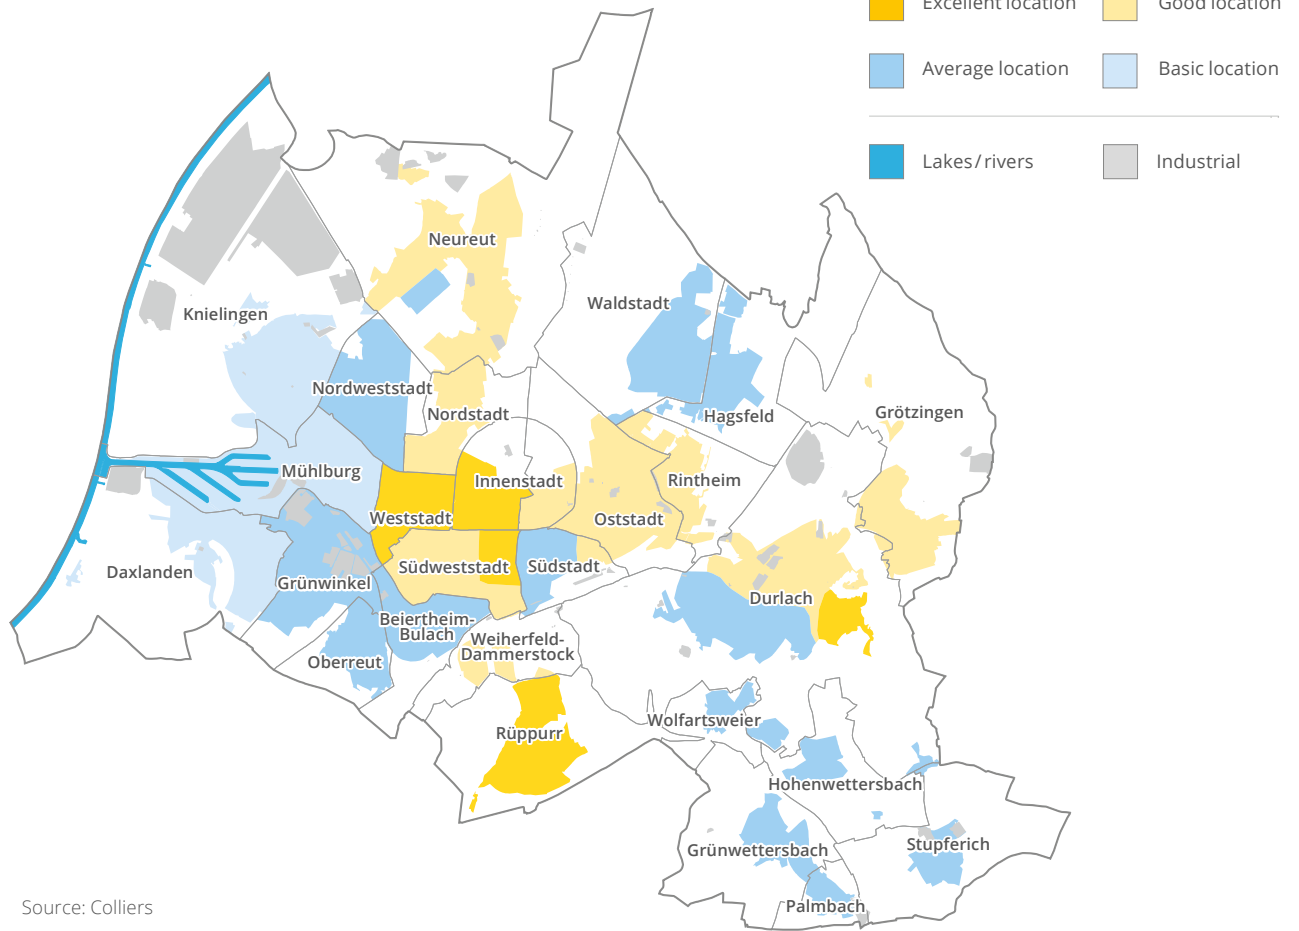 Excellent location
Good location
Average location
Basic location
Lakes/rivers
Industrial
Neureut
Waldstadt
Knielingen
Nordweststadt
Nordstadt
Hagsfeld
Grötzingen
Mühlburg
Innenstadt
Rintheim
Weststadt
Oststadt
Südweststadt
Südstadt
Daxlanden
Grünwinkel
Durlach
Beiertheim-
Bulach
Weiherfeld-
Dammerstock
Oberreut
Wolfartsweier
Rüppurr
Hohenwettersbach
Grünwettersbach
Stupferich
Palmbach
Source: Colliers